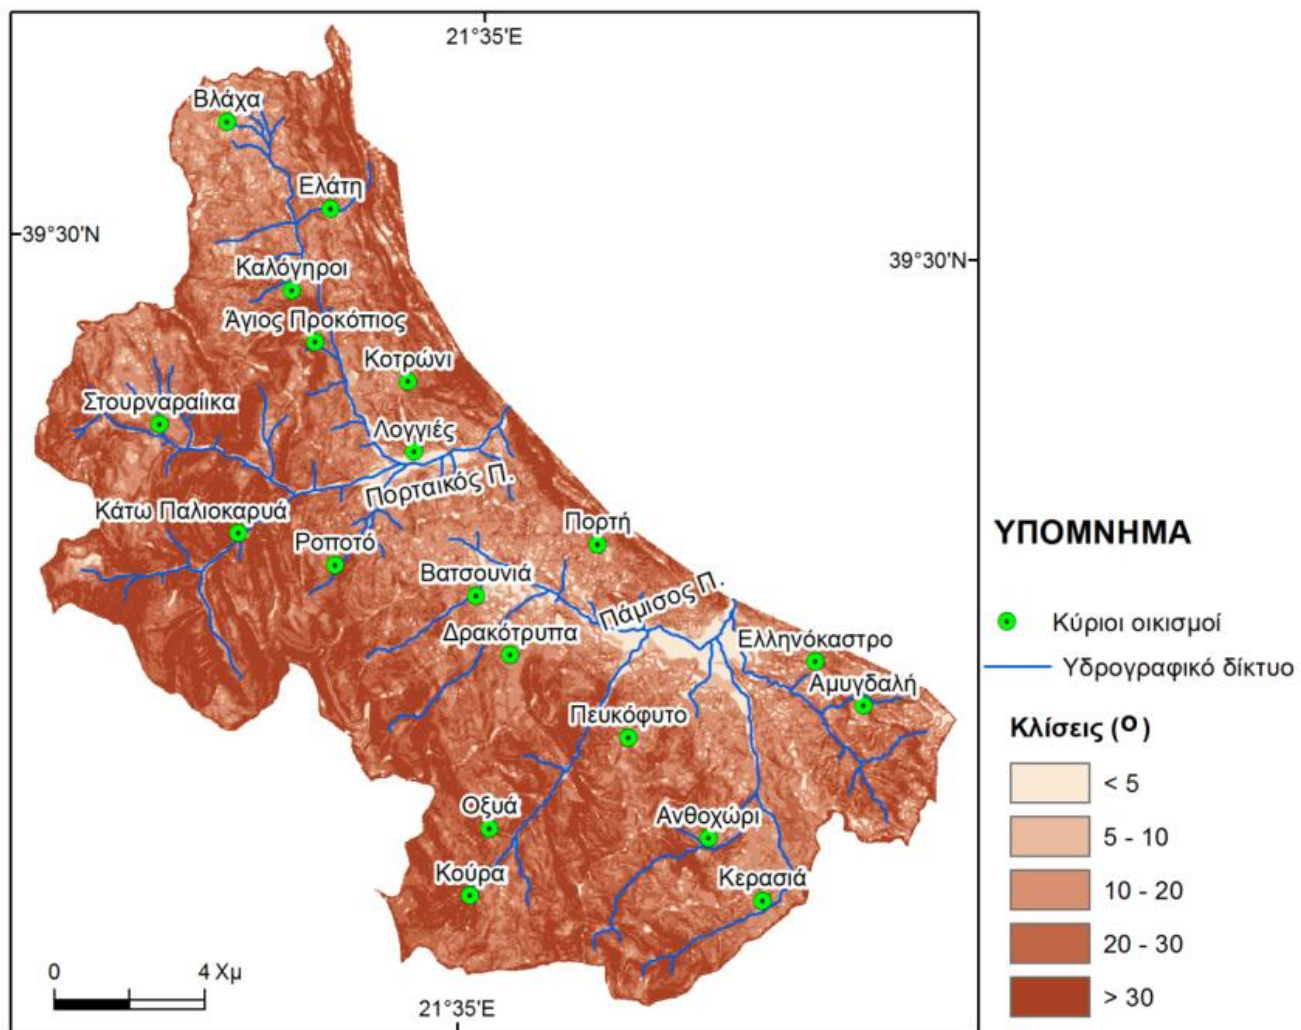 21°35'E
Βλάχα
Ελάτη
39°30'N
39°30'N
Καλόγηροι
Άγιος Προκόπιος
Κοτρώνι
Στουρναραίικα
Λογγιές
Πορταικός Π.
Κάτω Παλιοκαρυά
Ροποτό
Πορτή
Βατσουνιά
Πάμισος Π.
Δρακότρυπα
Ελληνόκαστρο
Αμυγδαλή
Πευκόφυτο
Οξυά
Ανθοχώρι
Κούρα
Κερασιά
0 4 Χμ
21°35'E
ΥΠΟΜΝΗΜΑ
Κύριοι οικισμοί
Υδρογραφικό δίκτυο
Κλίσεις (º)
< 5
5 - 10
10 - 20
20 - 30
> 30